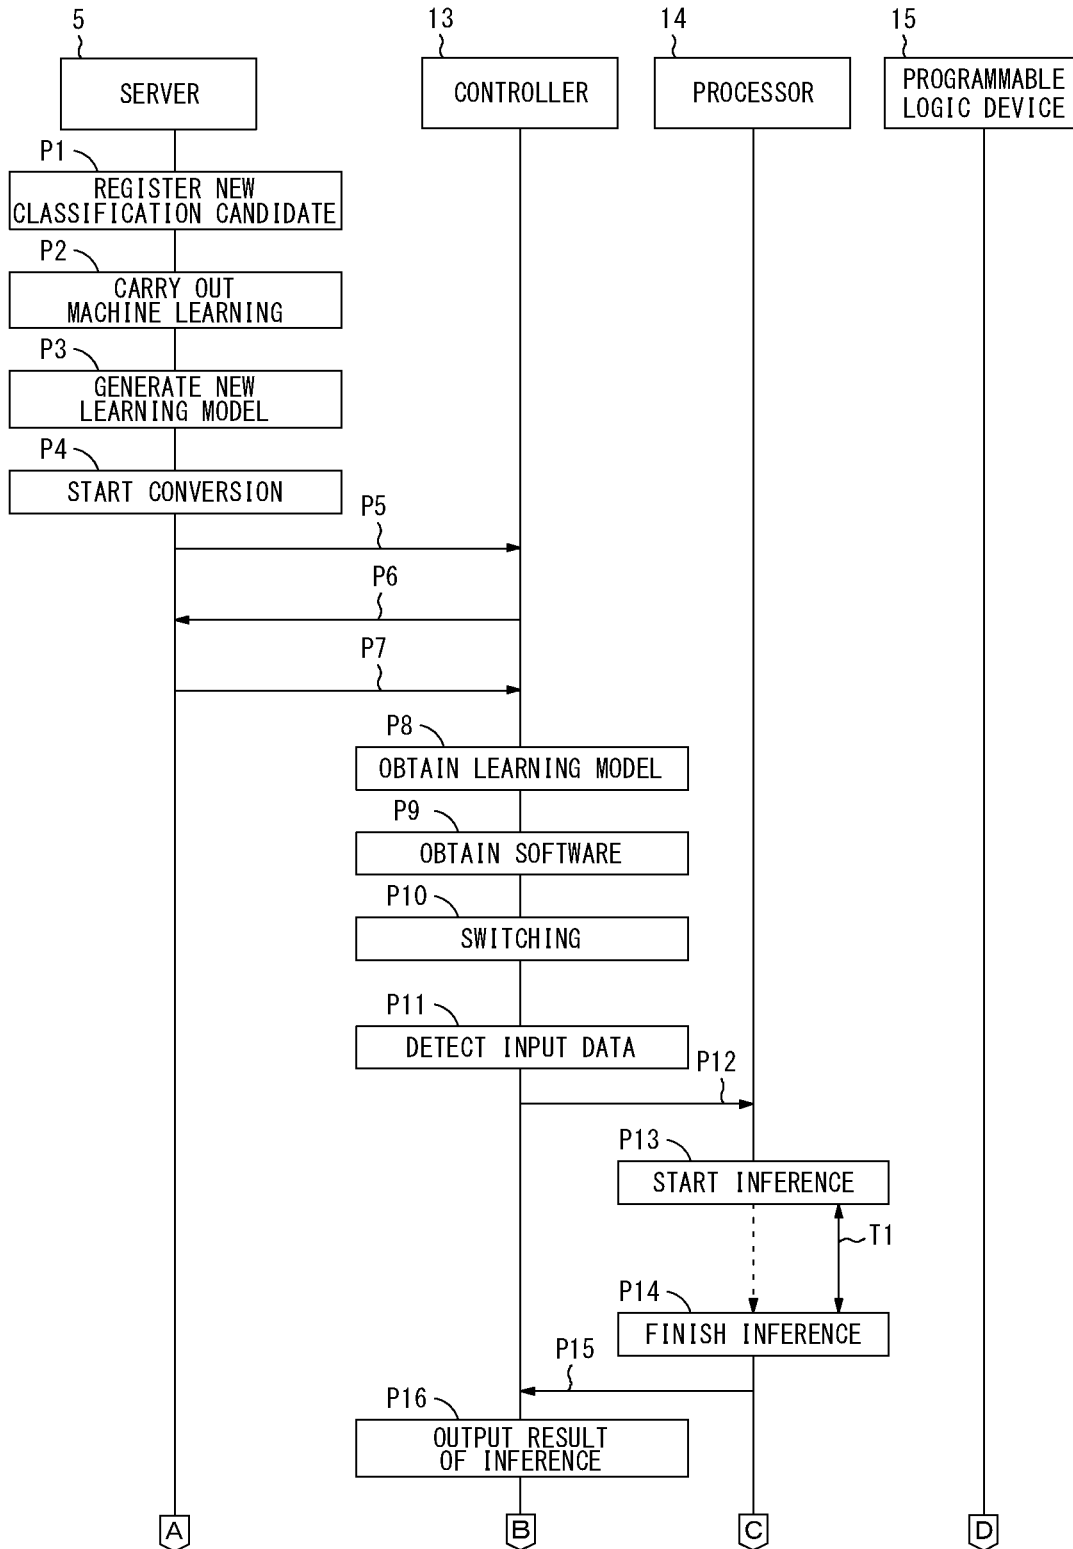 5
13
14
15
SERVER
CONTROLLER
PROCESSOR
PROGRAMMABLE
LOGIC DEVICE
P1
REGISTER NEW
CLASSIFICATION CANDIDATE
P2
CARRY OUT
MACHINE LEARNING
P3
GENERATE NEW
LEARNING MODEL
P4
START CONVERSION
P5
P6
P7
P8
OBTAIN LEARNING MODEL
P9
OBTAIN SOFTWARE
P10
SWITCHING
P11
DETECT INPUT DATA
P12
P13
START INFERENCE
T1
P14
FINISH INFERENCE
P15
P16
OUTPUT RESULT
OF INFERENCE
A
B
C
D